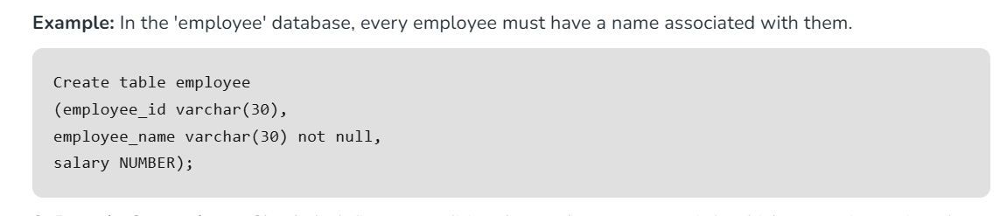 Example: In the 'employee' database, every employee must have a name associated with them.
Create table employee
(employee_id varchar(30),
employee_name varchar(30) not null,
salary NUMBER);